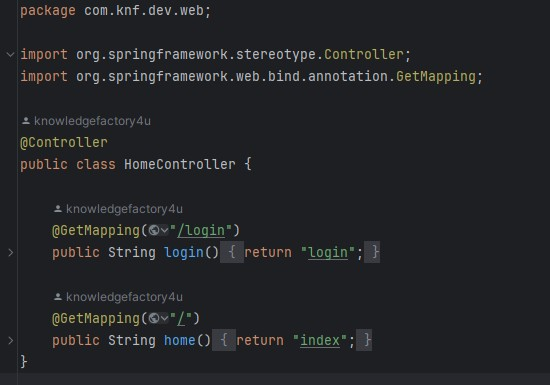 package com.knf.dev.web;
import org.springframework.stereotype.Controller;
import org.springframework.web.bind.annotation.GetMapping;
knowledgefactory4u
@Controller
public class HomeController {
knowledgefactory4u
@GetMapping("/login")
public String login() { return "login"; }
knowledgefactory4u
@GetMapping("/")
public String home() { return "index"; }
}